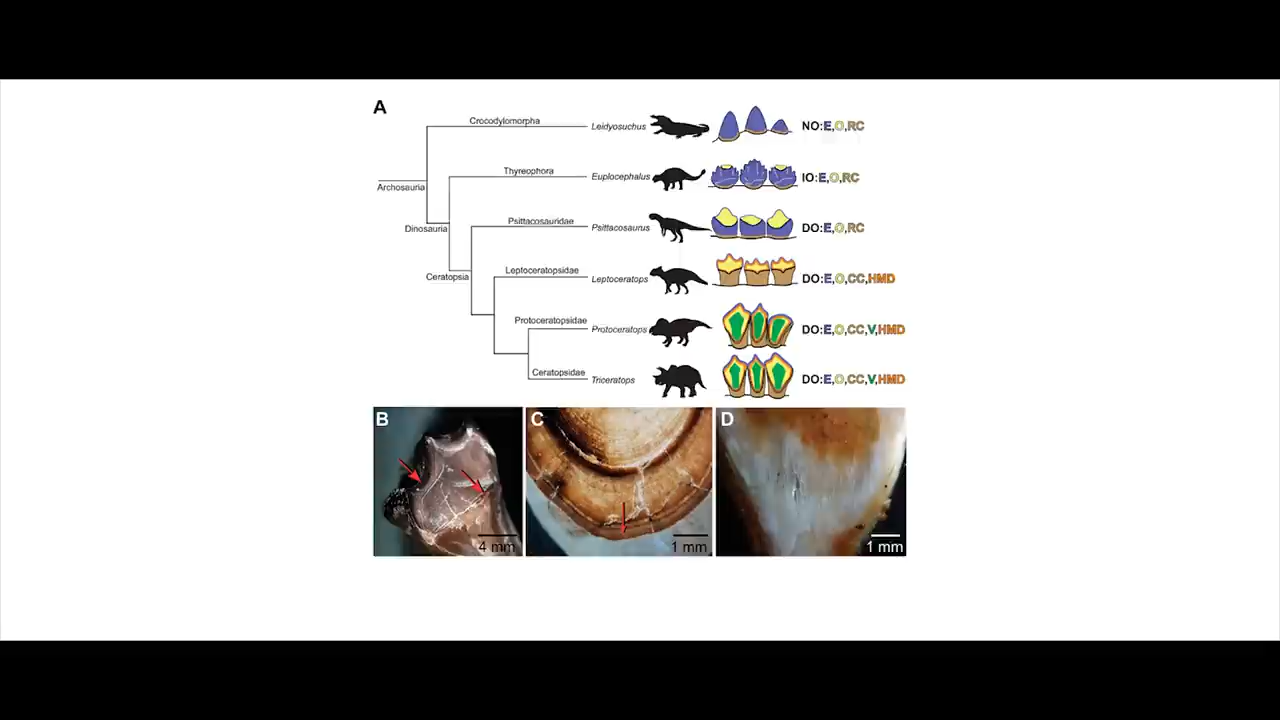 A
Crocodylomorpha
Leidyosuchus
NO:E,O,RC
Thyreophora
Euplocephalus
IO:E,O,RC
Archosauria
Psittacosauridae
Psittacosaurus
DO:E,O,RC
Dinosauria
Leptoceratopsidae
Leptoceratops
DO:E,O,CC,HMD
Ceratopsia
Protoceratopsidae
Protoceratops
DO:E,O,CC,V,HMD
Ceratopsidae
Triceratops
DO:E,O,CC,V,HMD
B
C
D
4 mm
1 mm
1 mm